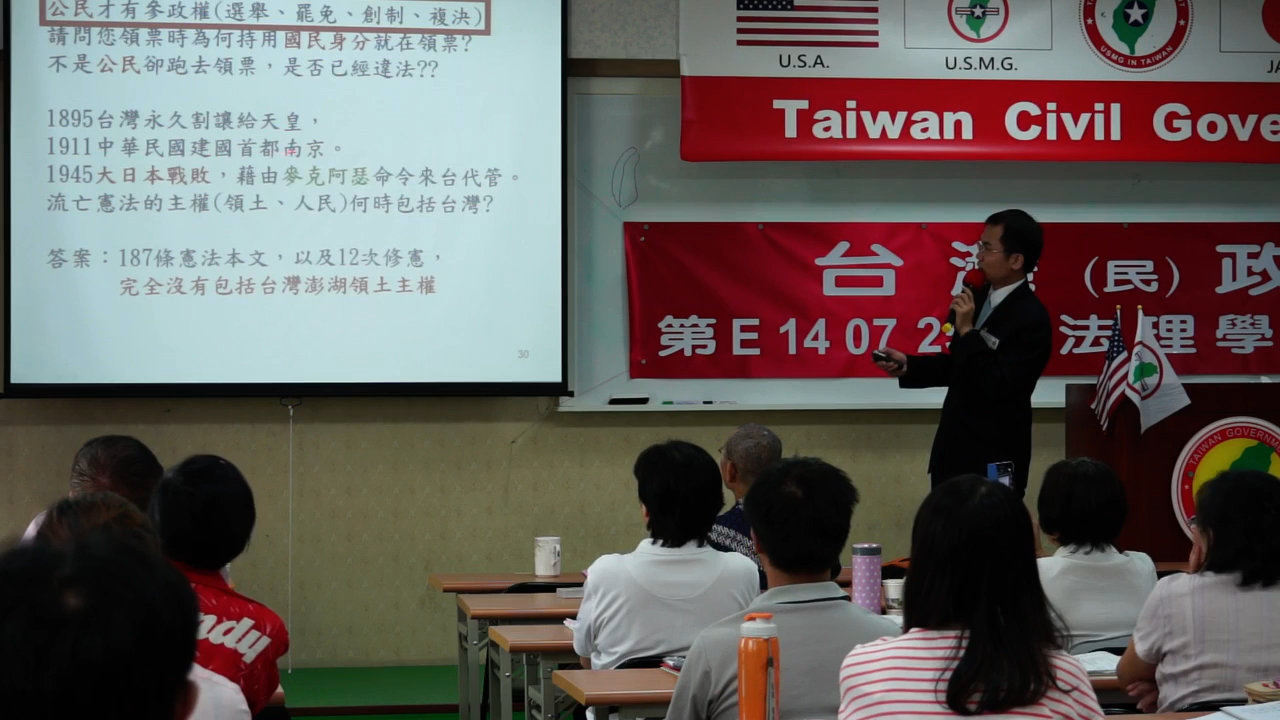 公民才有參政權(選舉、罷免、創制、複決)
請問您領票時為何持用國民身分就在領票?
不是公民卻跑去領票，是否已經違法??
1895台灣永久割讓給天皇，
1911中華民國建國首都南京。
1945大日本戰敗，藉由麥克阿瑟命令來台代管。
流亡憲法的主權(領土、人民)何時包括台灣?
答案：187條憲法本文，以及12次修憲，
完全沒有包括台灣澎湖領土主權
30
U.S.A.
U.S.M.G.
USMG IN TAIWAN
JA
Taiwan Civil Gove
台 (民) 政
第E 14 07 2 法理學
TAIWAN GOVERNM
ndy